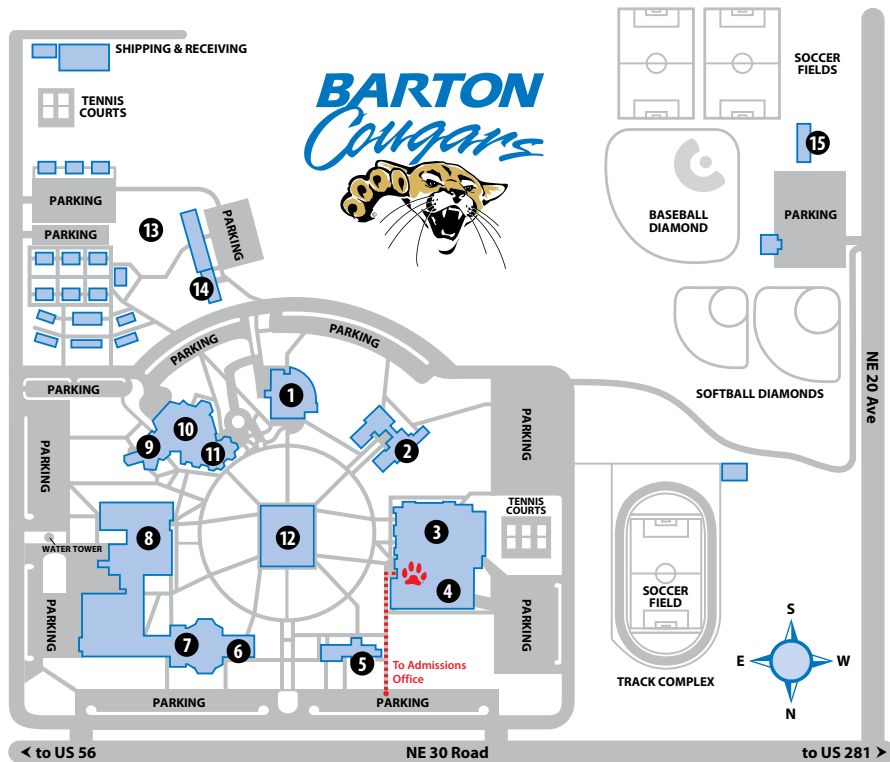 SHIPPING & RECEIVING
BARTON
Cougars
SOCCER
FIELDS
TENNIS
COURTS
15
PARKING
PARKING
13
PARKING
PARKING
BASEBALL
DIAMOND
14
PARKING
PARKING
NE 20 Ave
PARKING
1
SOFTBALL DIAMONDS
10
9
11
2
PARKING
PARKING
TENNIS
COURTS
3
8
12
WATER TOWER
4
SOCCER
FIELD
PARKING
PARKING
7
6
5
To Admissions
Office
S
E
W
N
TRACK COMPLEX
PARKING
PARKING
to US 56
NE 30 Road
to US 281